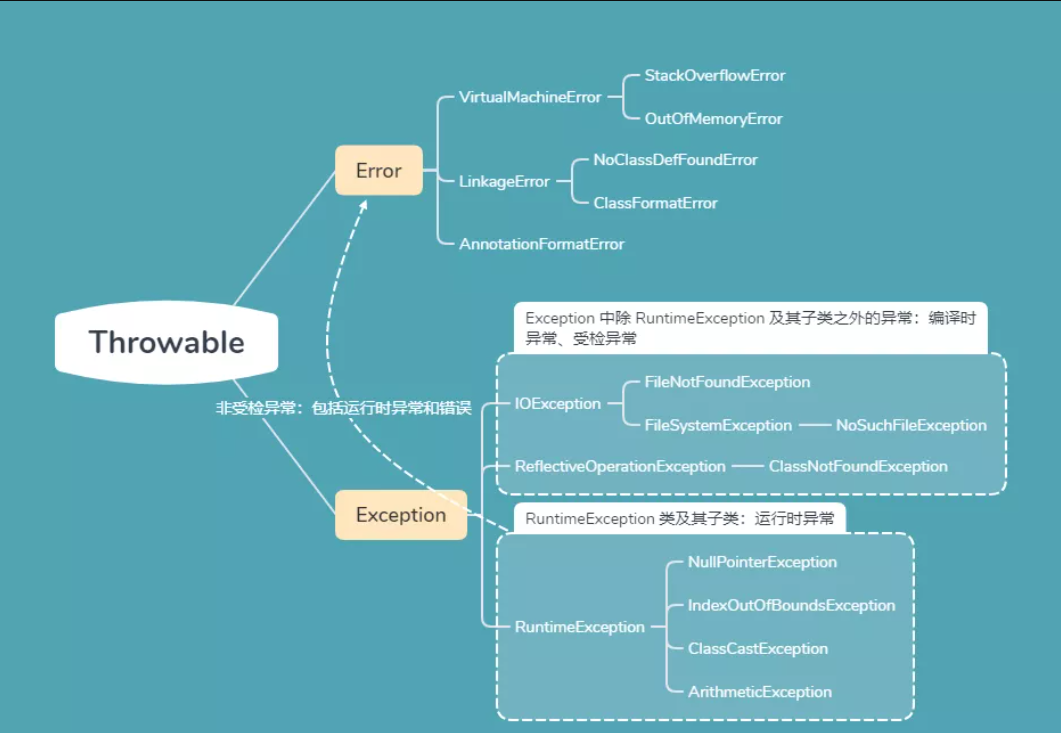 StackOverflowError
VirtualMachineError
OutOfMemoryError
NoClassDefFoundError
Error
LinkageError
ClassFormatError
AnnotationFormatError
Throwable
Exception 中除 RuntimeException 及其子类之外的异常：编译时
异常、受检异常
FileNotFoundException
IOException
非受检异常：包括运行时异常和错误
FileSystemException
NoSuchFileException
ReflectiveOperationException
ClassNotFoundException
Exception
RuntimeException 类及其子类：运行时异常
NullPointerException
IndexOutOfBoundsException
RuntimeException
ClassCastException
ArithmeticException